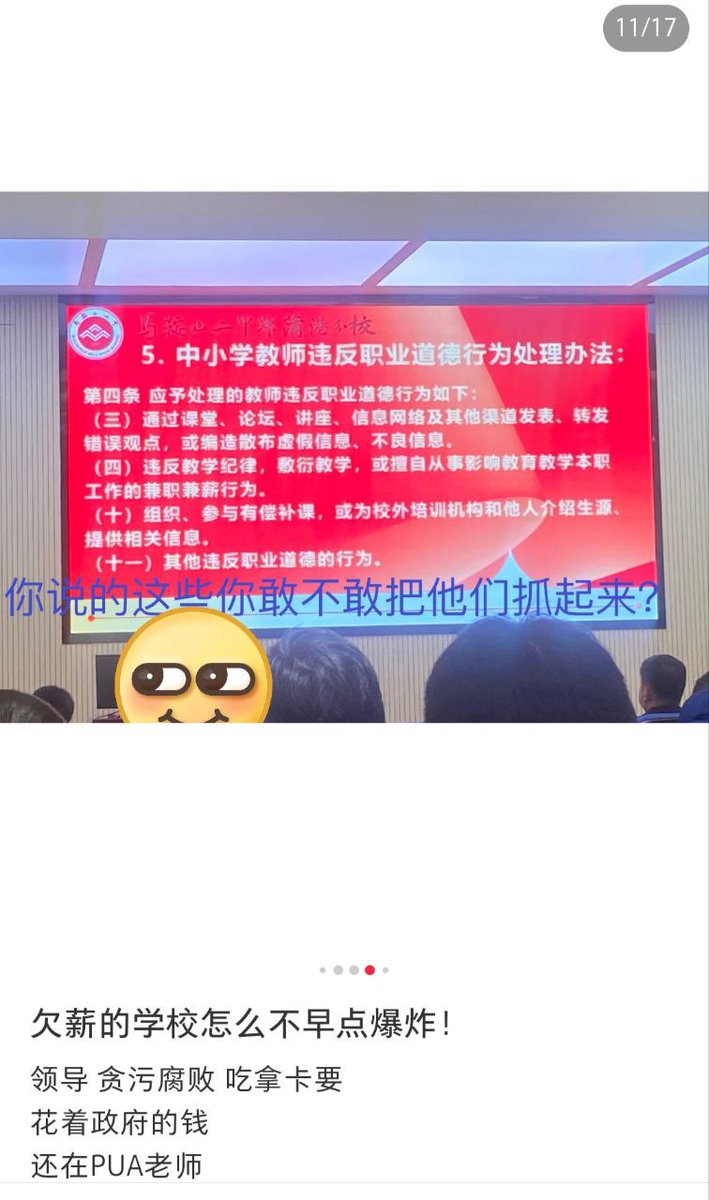 11/17
马鞍山二中郑蒲港分校
5. 中小学教师违反职业道德行为处理办法：
第四条 应予处理的教师违反职业道德行为如下：
（三）通过课堂、论坛、讲座、信息网络及其他渠道发表、转发
错误观点，或编造散布虚假信息、不良信息。
（四）违反教学纪律，敷衍教学，或擅自从事影响教育教学本职
工作的兼职兼薪行为。
（十）组织、参与有偿补课，或为校外培训机构和他人介绍生源、
提供相关信息。
（十一）其他违反职业道德的行为。
你说的这些你敢不敢把他们抓起来？
欠薪的学校怎么不早点爆炸！
领导 贪污腐败 吃拿卡要
花着政府的钱
还在PUA老师